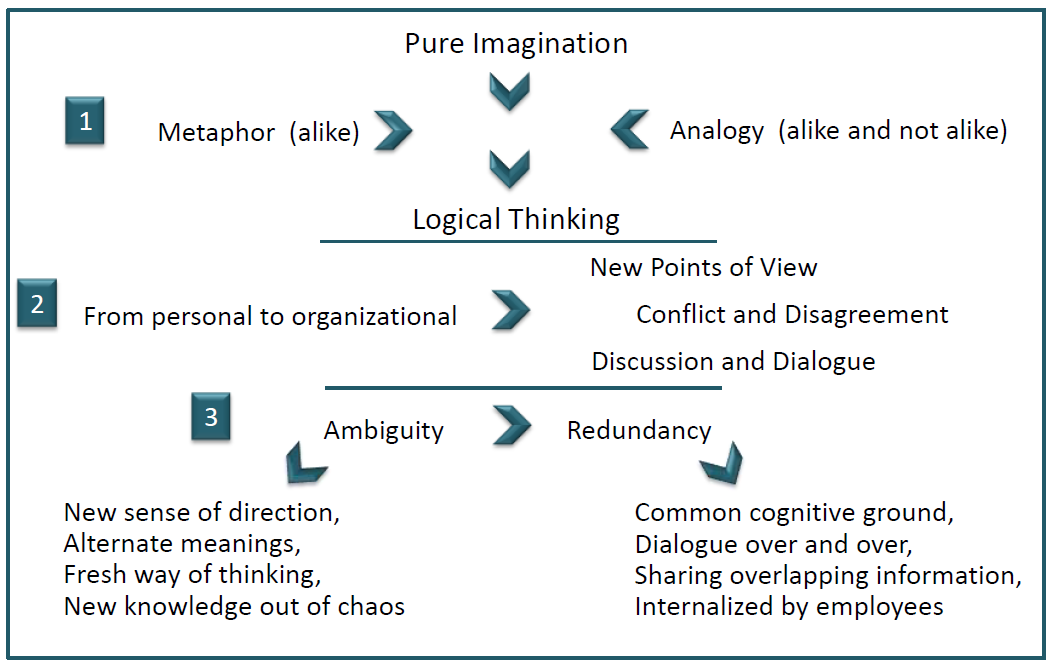 Pure Imagination
1
Metaphor (alike)
Analogy (alike and not alike)
Logical Thinking
2
From personal to organizational
New Points of View
Conflict and Disagreement
Discussion and Dialogue
3
Ambiguity
Redundancy
New sense of direction,
Alternate meanings,
Fresh way of thinking,
New knowledge out of chaos
Common cognitive ground,
Dialogue over and over,
Sharing overlapping information,
Internalized by employees